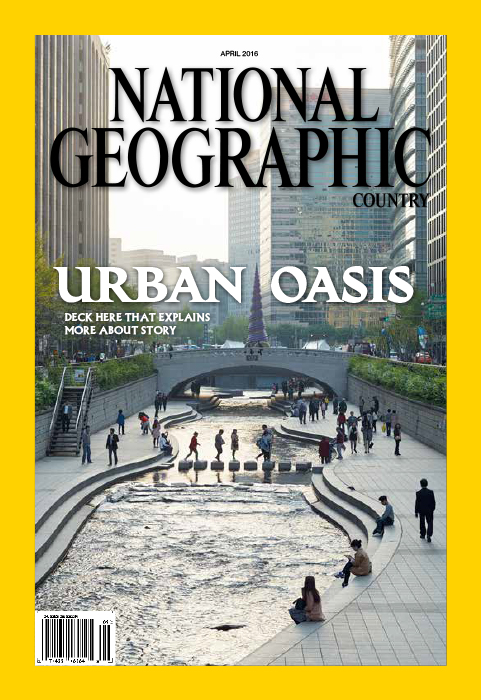 APRIL 2016
NATIONAL
GEOGRAPHIC
COUNTRY
URBAN OASIS
DECK HERE THAT EXPLAINS
MORE ABOUT STORY